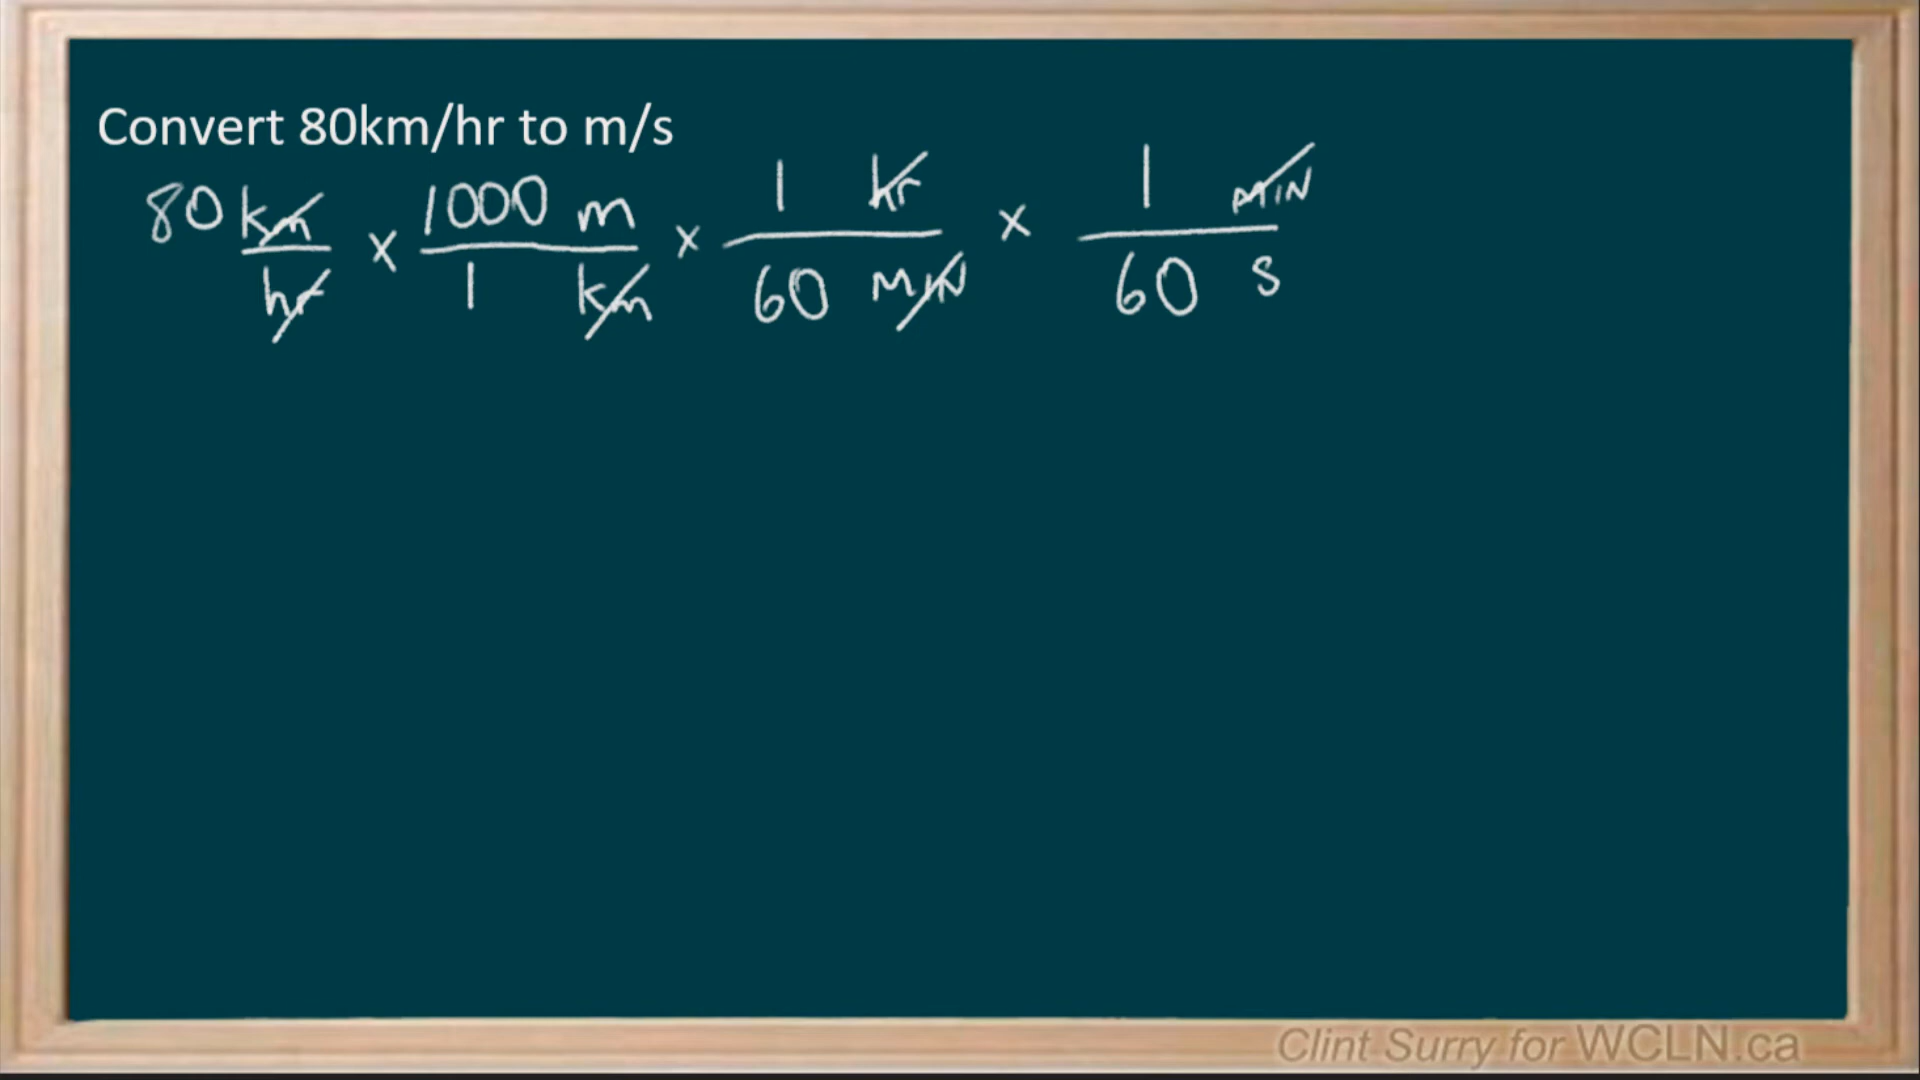 Convert 80km/hr to m/s
80 km/hr x 1000 m/1 km x 1 hr/60 MIN x 1 MIN/60 s
Clint Surry for WCLN.ca